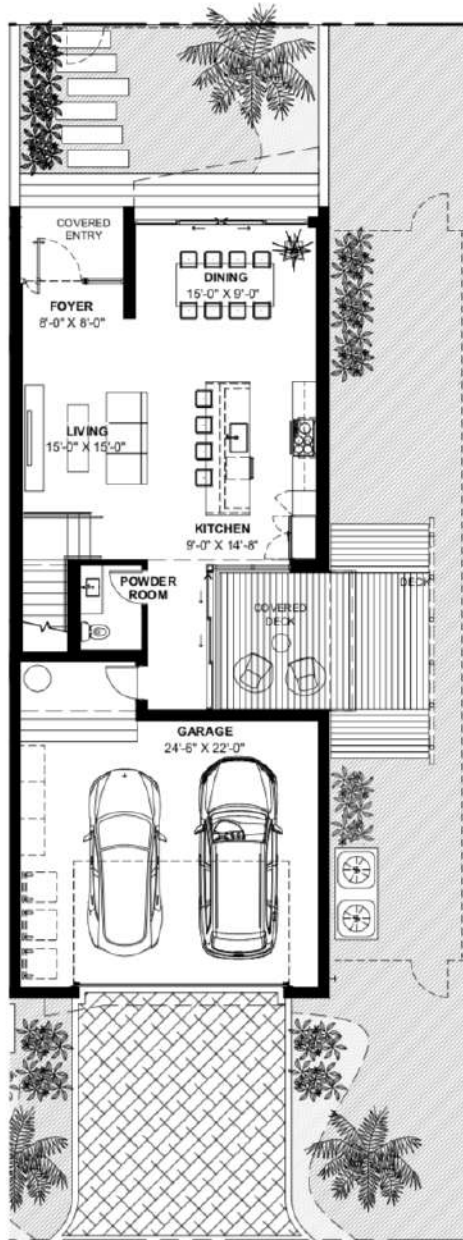 COVERED
ENTRY
FOYER
8'-0" X 8'-0"
DINING
15'-0" X 9'-0"
LIVING
15'-0" X 15'-0"
KITCHEN
9'-0" X 14'-8"
POWDER
ROOM
COVERED
DECK
DECK
GARAGE
24'-6" X 22'-0"